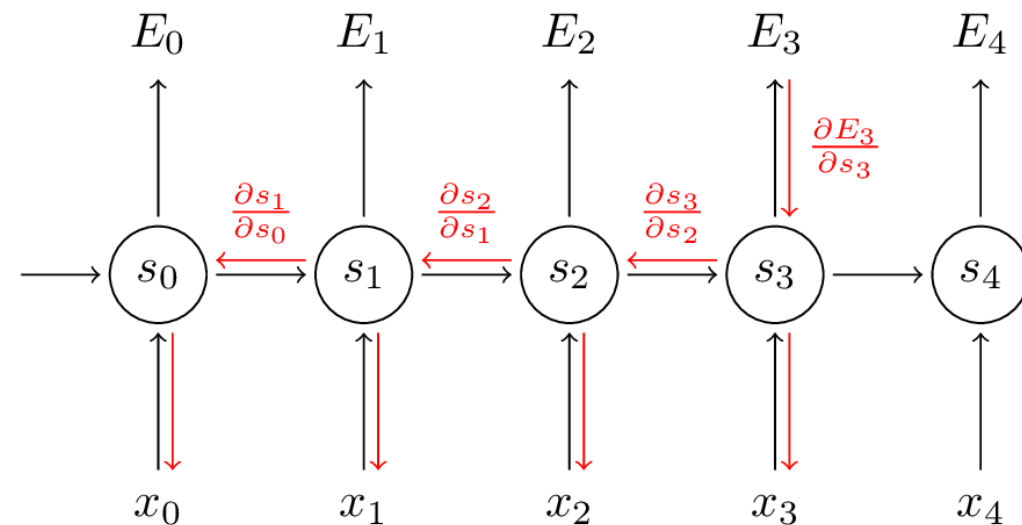 E₀ E₁ E₂ E₃ E₄
∂E₃/∂s₃
∂s₁/∂s₀ ∂s₂/∂s₁ ∂s₃/∂s₂
s₀ s₁ s₂ s₃ s₄
x₀ x₁ x₂ x₃ x₄